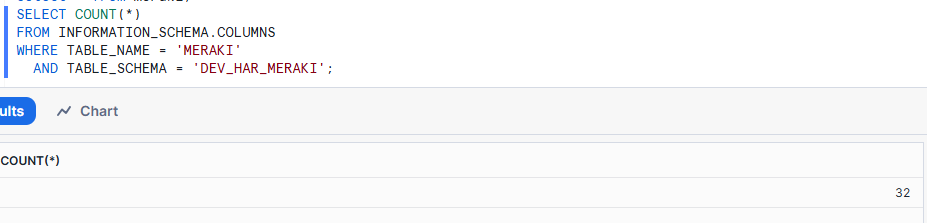 SELECT COUNT(*)
FROM INFORMATION_SCHEMA.COLUMNS
WHERE TABLE_NAME = 'MERAKI'
AND TABLE_SCHEMA = 'DEV_HAR_MERAKI';
ults Chart
COUNT(*)
32